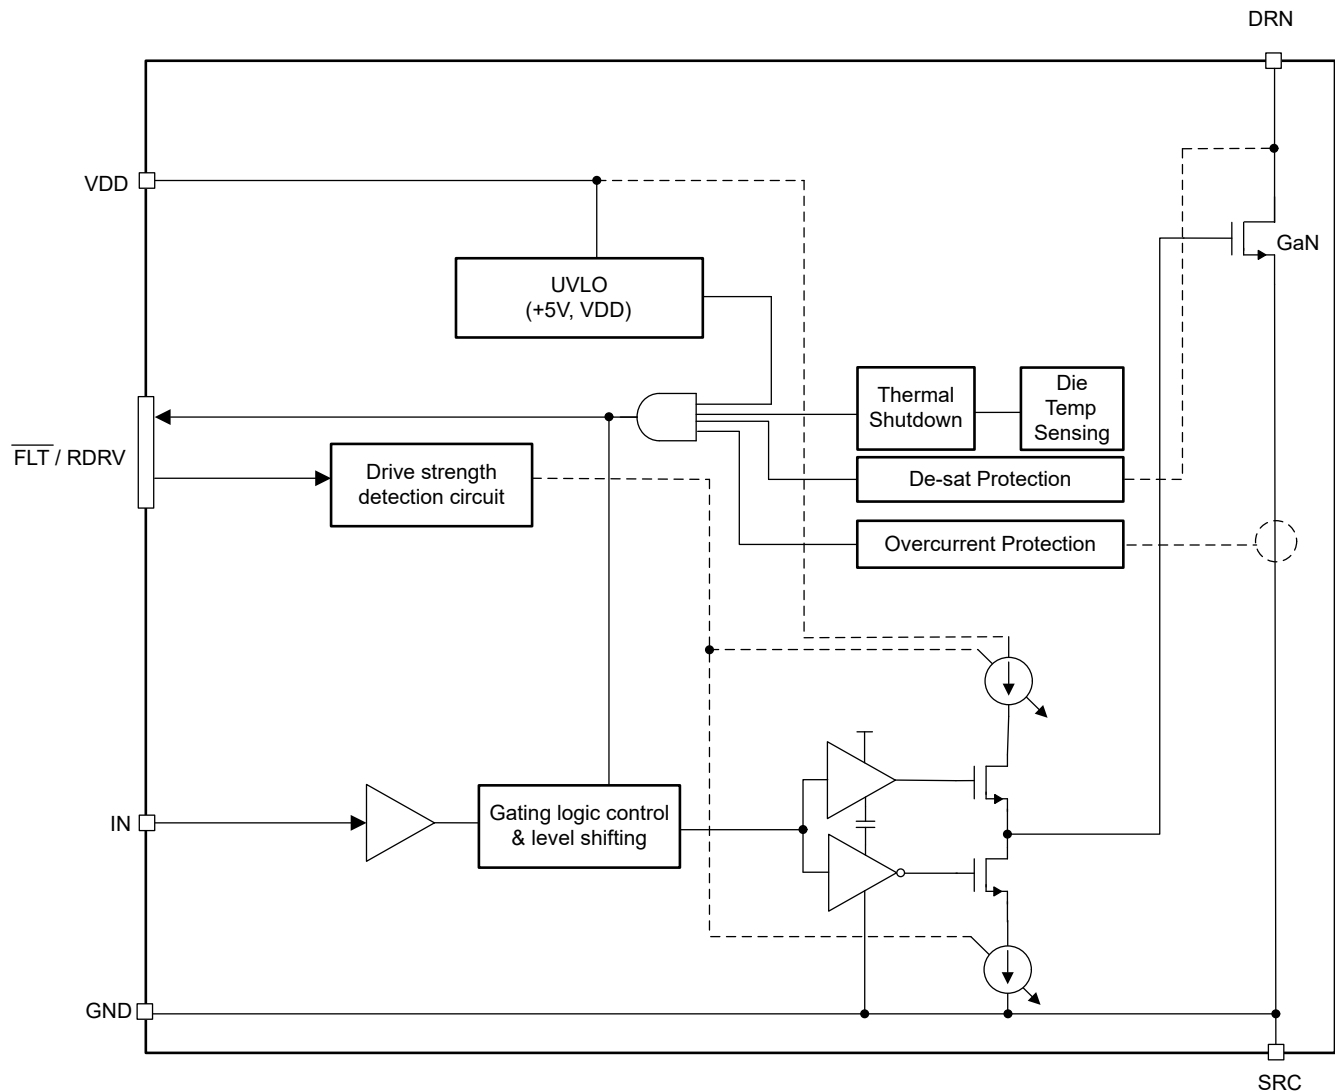 DRN
VDD
GaN
UVLO
(+5V, VDD)
Thermal
Shutdown
Die
Temp
Sensing
FLT / RDRV
Drive strength
detection circuit
De-sat Protection
Overcurrent Protection
IN
Gating logic control
& level shifting
GND
SRC